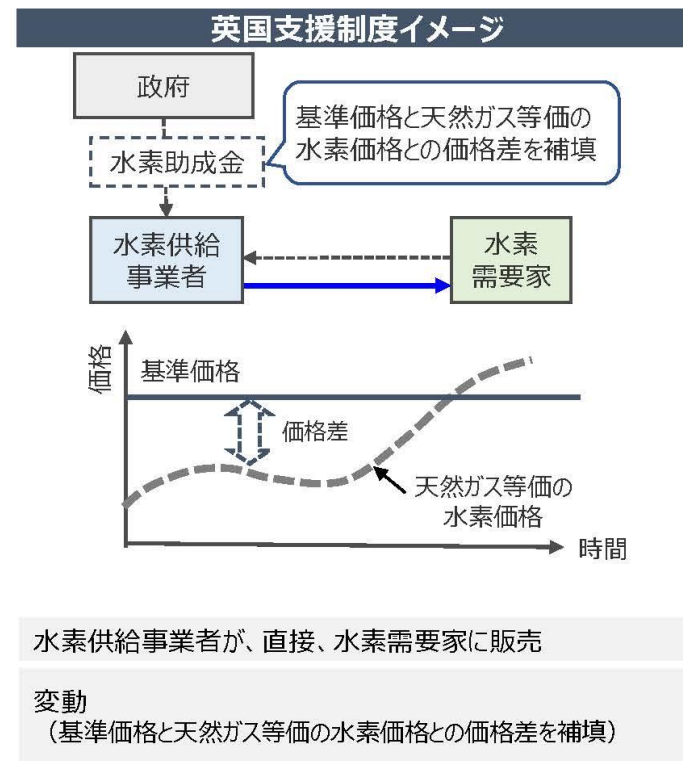 英国支援制度イメージ
政府
基準価格と天然ガス等価の
水素価格との価格差を補填
水素助成金
水素供給
事業者
水素
需要家
価格
基準価格
価格差
天然ガス等価の
水素価格
時間
水素供給事業者が、直接、水素需要家に販売
変動
（基準価格と天然ガス等価の水素価格との価格差を補填）